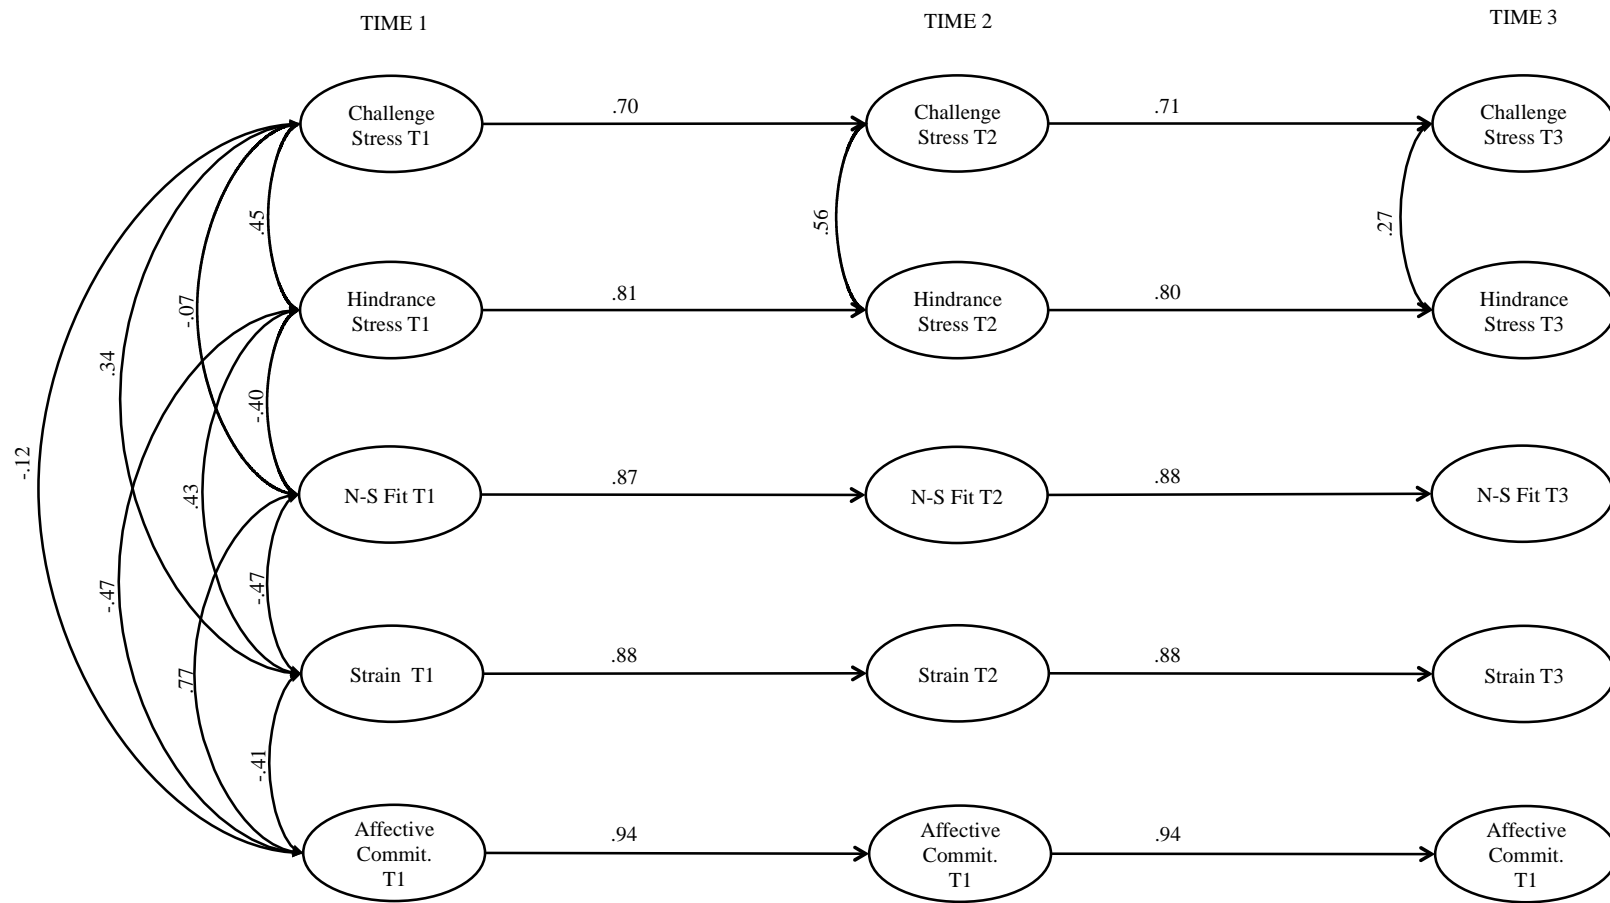 TIME 1
TIME 2
TIME 3
Challenge
Stress T1
.70
Challenge
Stress T2
.71
Challenge
Stress T3
.45
.56
.27
Hindrance
Stress T1
.81
Hindrance
Stress T2
.80
Hindrance
Stress T3
-.07
.34
-.40
-.12
N-S Fit T1
.87
N-S Fit T2
.88
N-S Fit T3
.43
-.47
-.47
Strain T1
.88
Strain T2
.88
Strain T3
.77
-.41
Affective
Commit.
T1
.94
Affective
Commit.
T1
.94
Affective
Commit.
T1